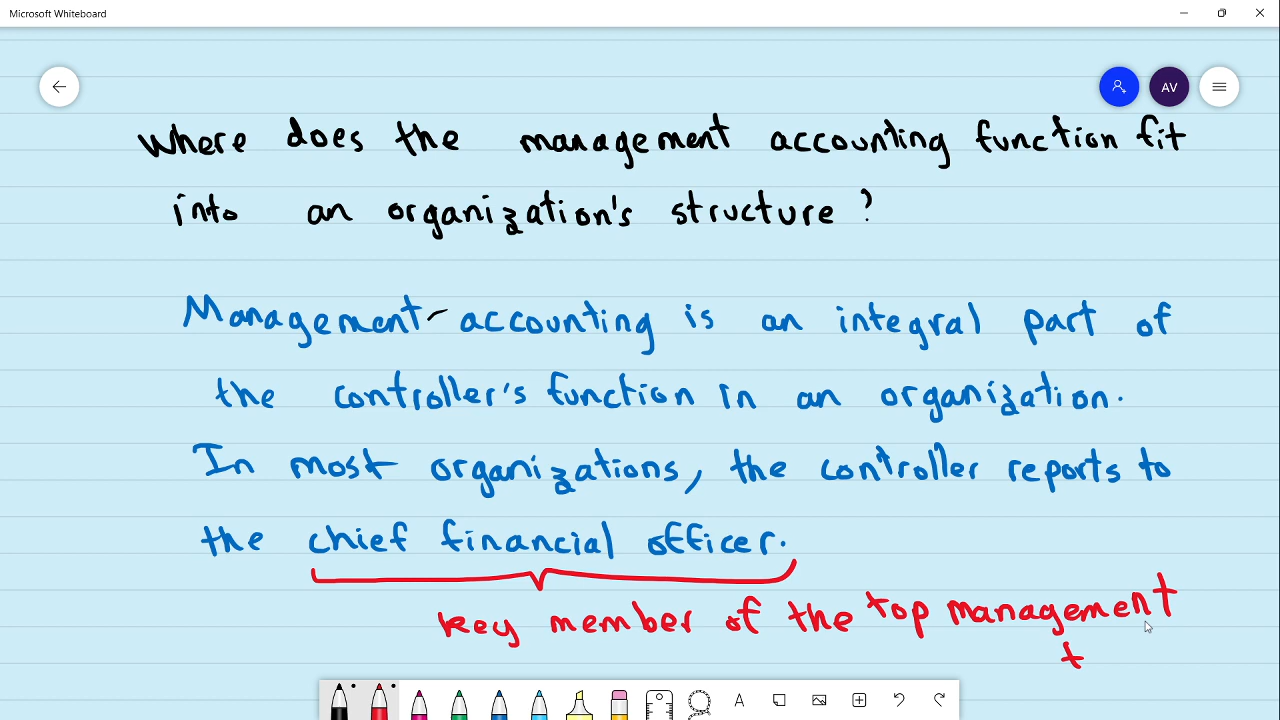 Microsoft Whiteboard
AV
Where does the management accounting function fit
into an organization's structure?
Management-accounting is an integral part of
the controller's function in an organization.
In most organizations, the controller reports to
the chief financial officer.
key member of the top management
t
A